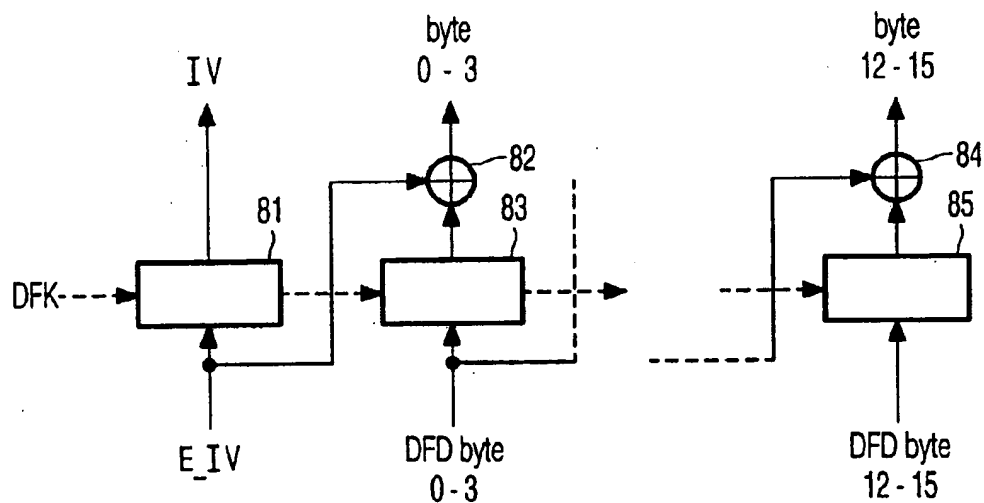 IV
byte
0 - 3
byte
12 - 15
81
82
83
84
85
DFK
E_IV
DFD byte
0 - 3
DFD byte
12 - 15